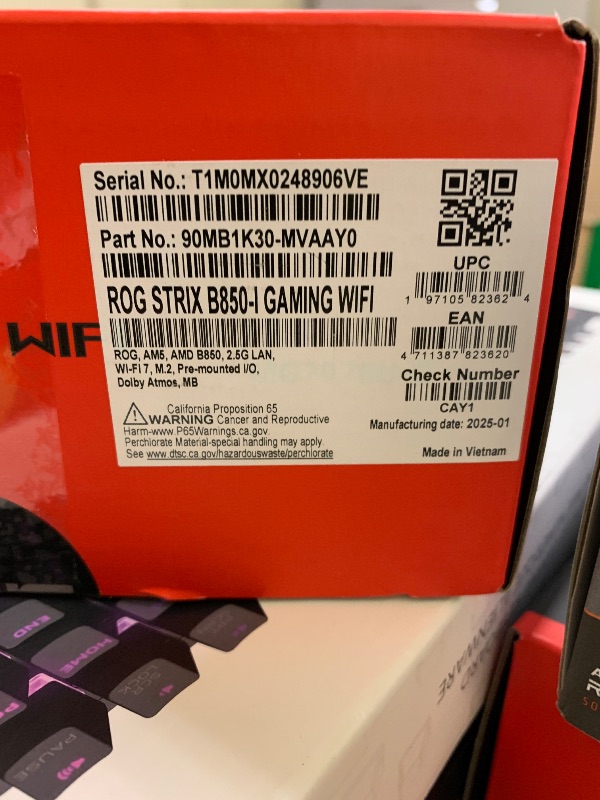 Serial No.: T1M0MX0248906VE
Part No.: 90MB1K30-MVAAY0
UPC
1 97105 82362 4
ROG STRIX B850-I GAMING WIFI
EAN
4 711387 823620
ROG, AM5, AMD B850, 2.5G LAN,
Wi-Fi 7, M.2, Pre-mounted I/O,
Dolby Atmos, MB
Check Number
CAY1
California Proposition 65
WARNING Cancer and Reproductive
Harm-www.P65Warnings.ca.gov.
Perchlorate Material-special handling may apply.
See www.dtsc.ca.gov/hazardouswaste/perchlorate
Manufacturing date: 2025-01
Made in Vietnam
WIF
END
HOME
SCR
LOCK
PAUSE